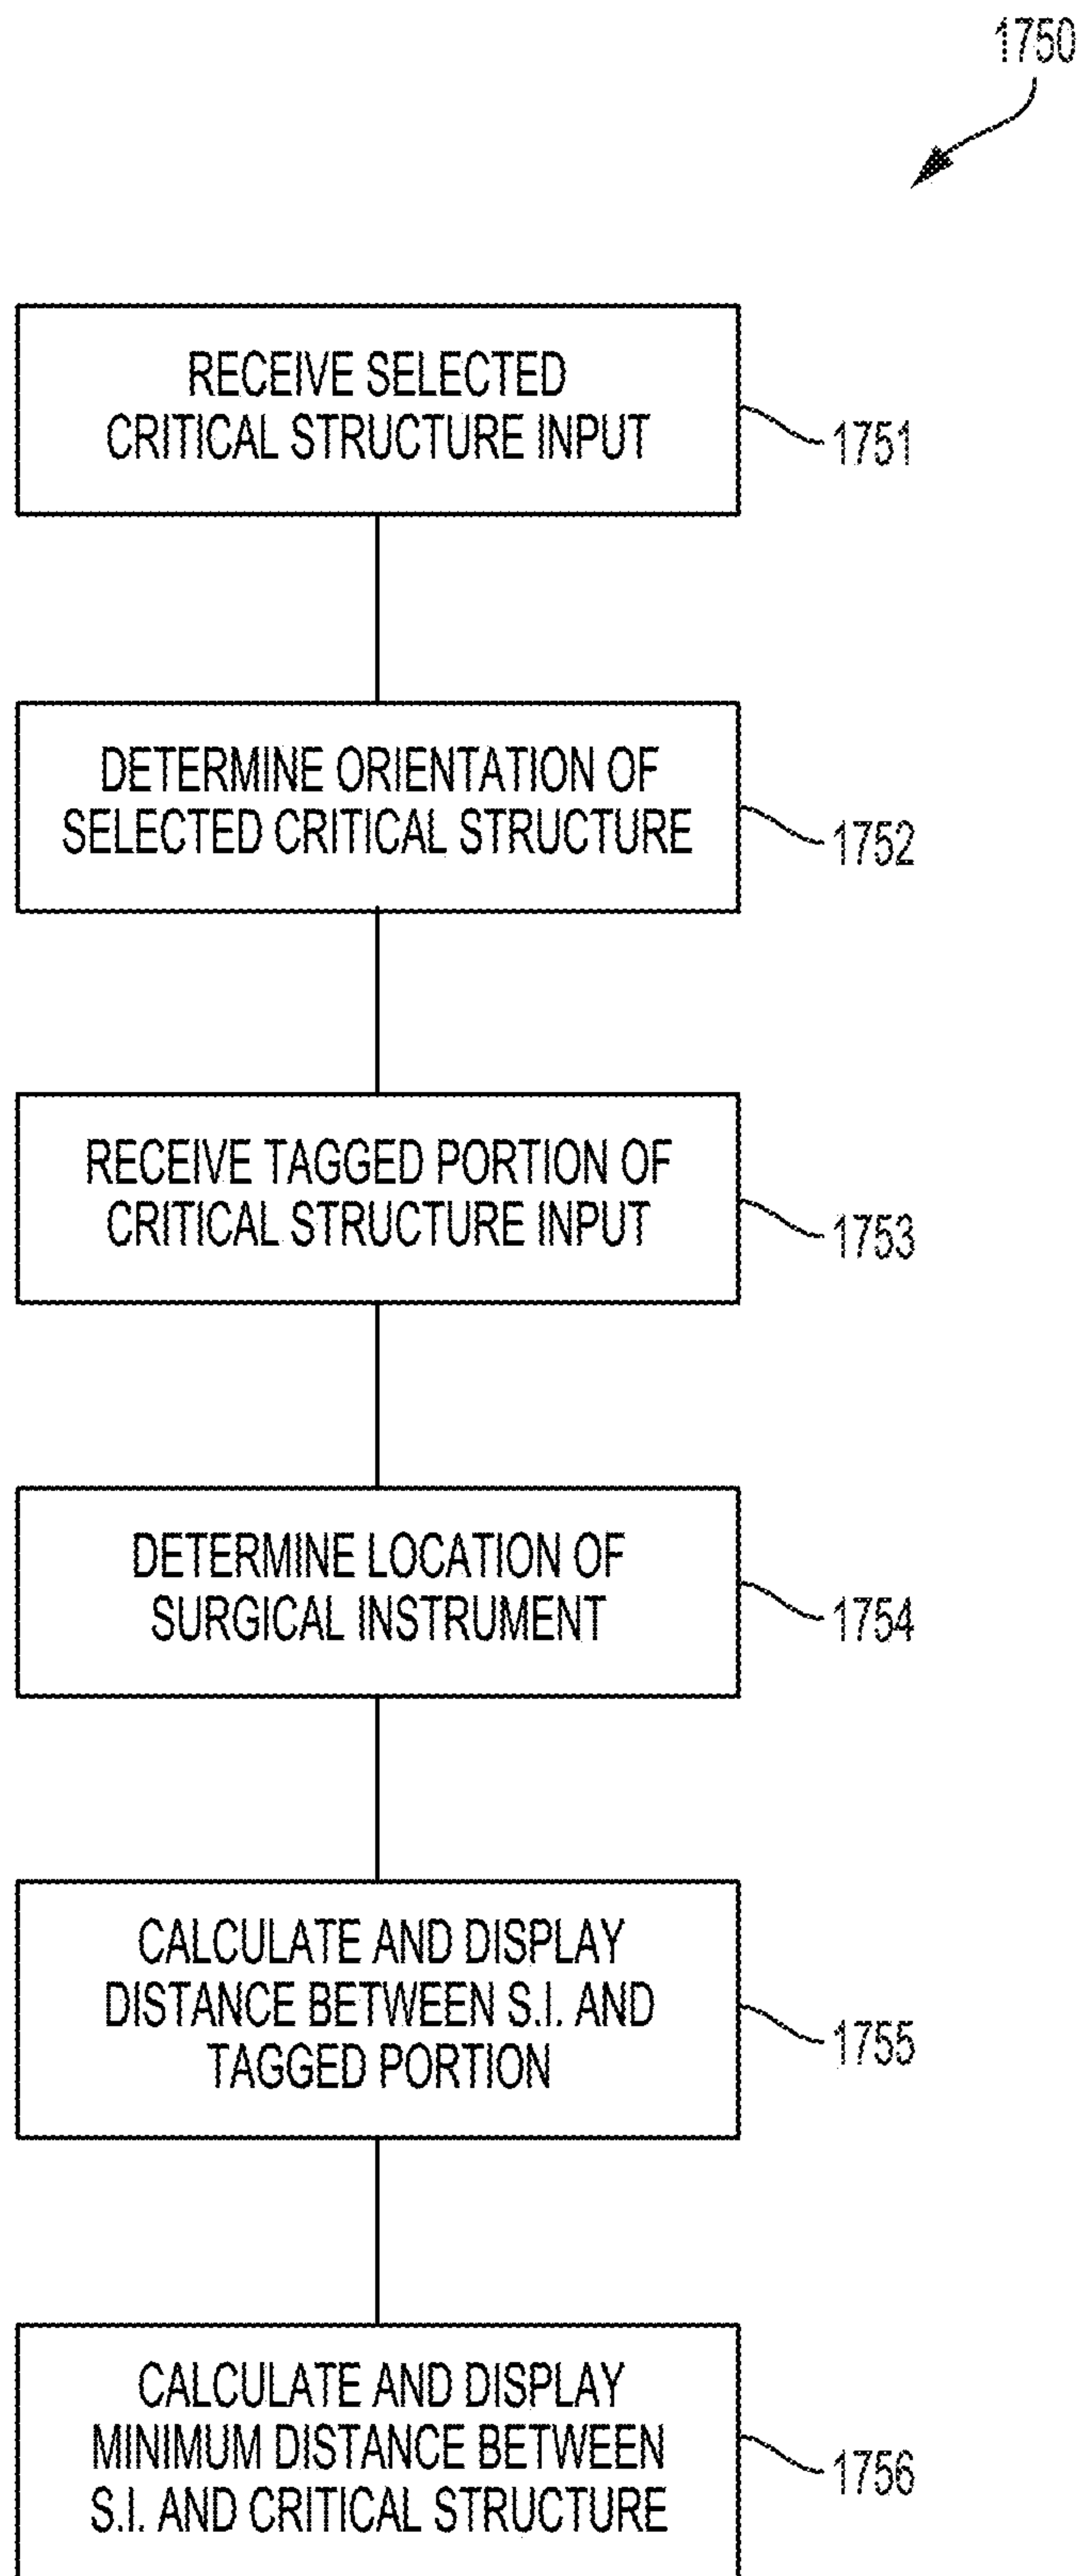 1750
RECEIVE SELECTED
CRITICAL STRUCTURE INPUT
1751
DETERMINE ORIENTATION OF
SELECTED CRITICAL STRUCTURE
1752
RECEIVE TAGGED PORTION OF
CRITICAL STRUCTURE INPUT
1753
DETERMINE LOCATION OF
SURGICAL INSTRUMENT
1754
CALCULATE AND DISPLAY
DISTANCE BETWEEN S.I. AND
TAGGED PORTION
1755
CALCULATE AND DISPLAY
MINIMUM DISTANCE BETWEEN
S.I. AND CRITICAL STRUCTURE
1756